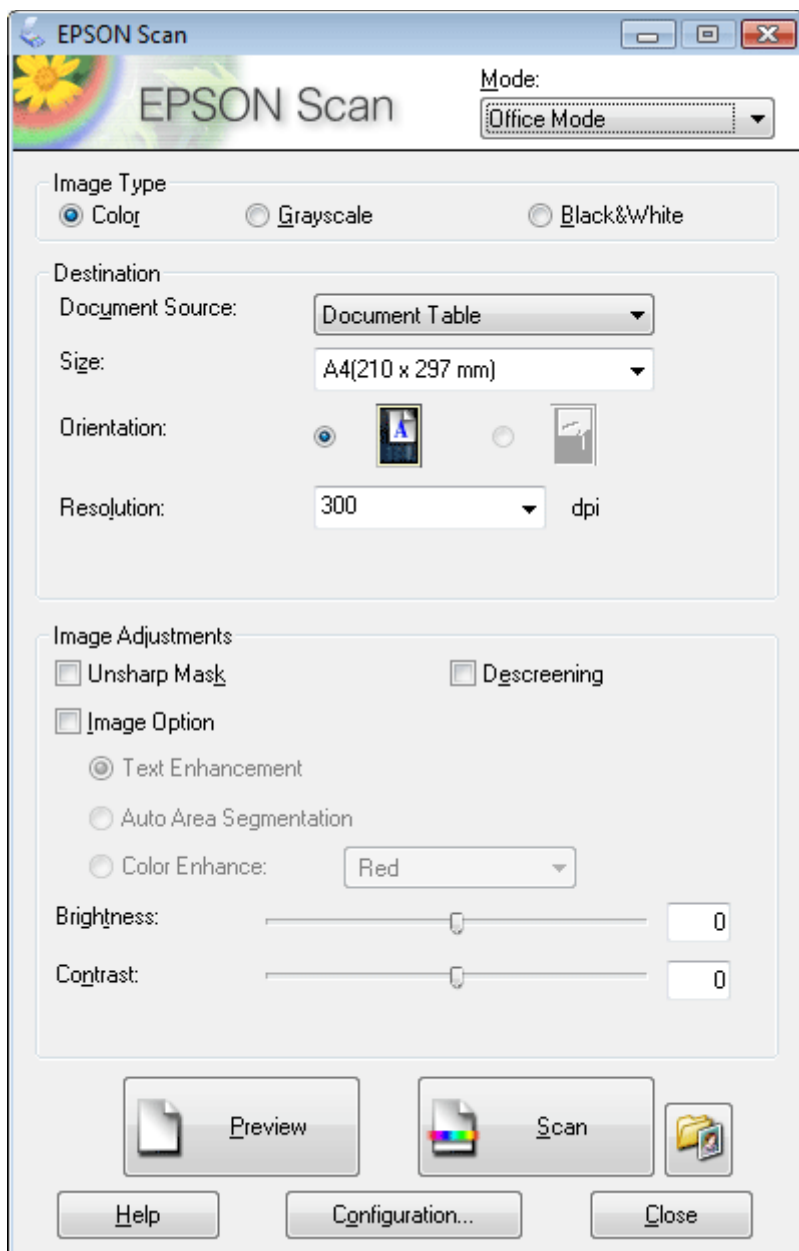 EPSON Scan
EPSON Scan
Mode:
Office Mode
Image Type
Color Grayscale Black&White
Destination
Document Source: Document Table
Size: A4(210 x 297 mm)
Orientation: A
Resolution: 300 dpi
Image Adjustments
Unsharp Mask Descreening
Image Option
Text Enhancement
Auto Area Segmentation
Color Enhance: Red
Brightness: 0
Contrast: 0
Preview Scan
Help Configuration... Close